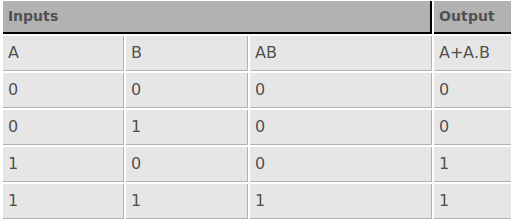 Inputs Output
A B AB A+A.B
0 0 0 0
0 1 0 0
1 0 0 1
1 1 1 1